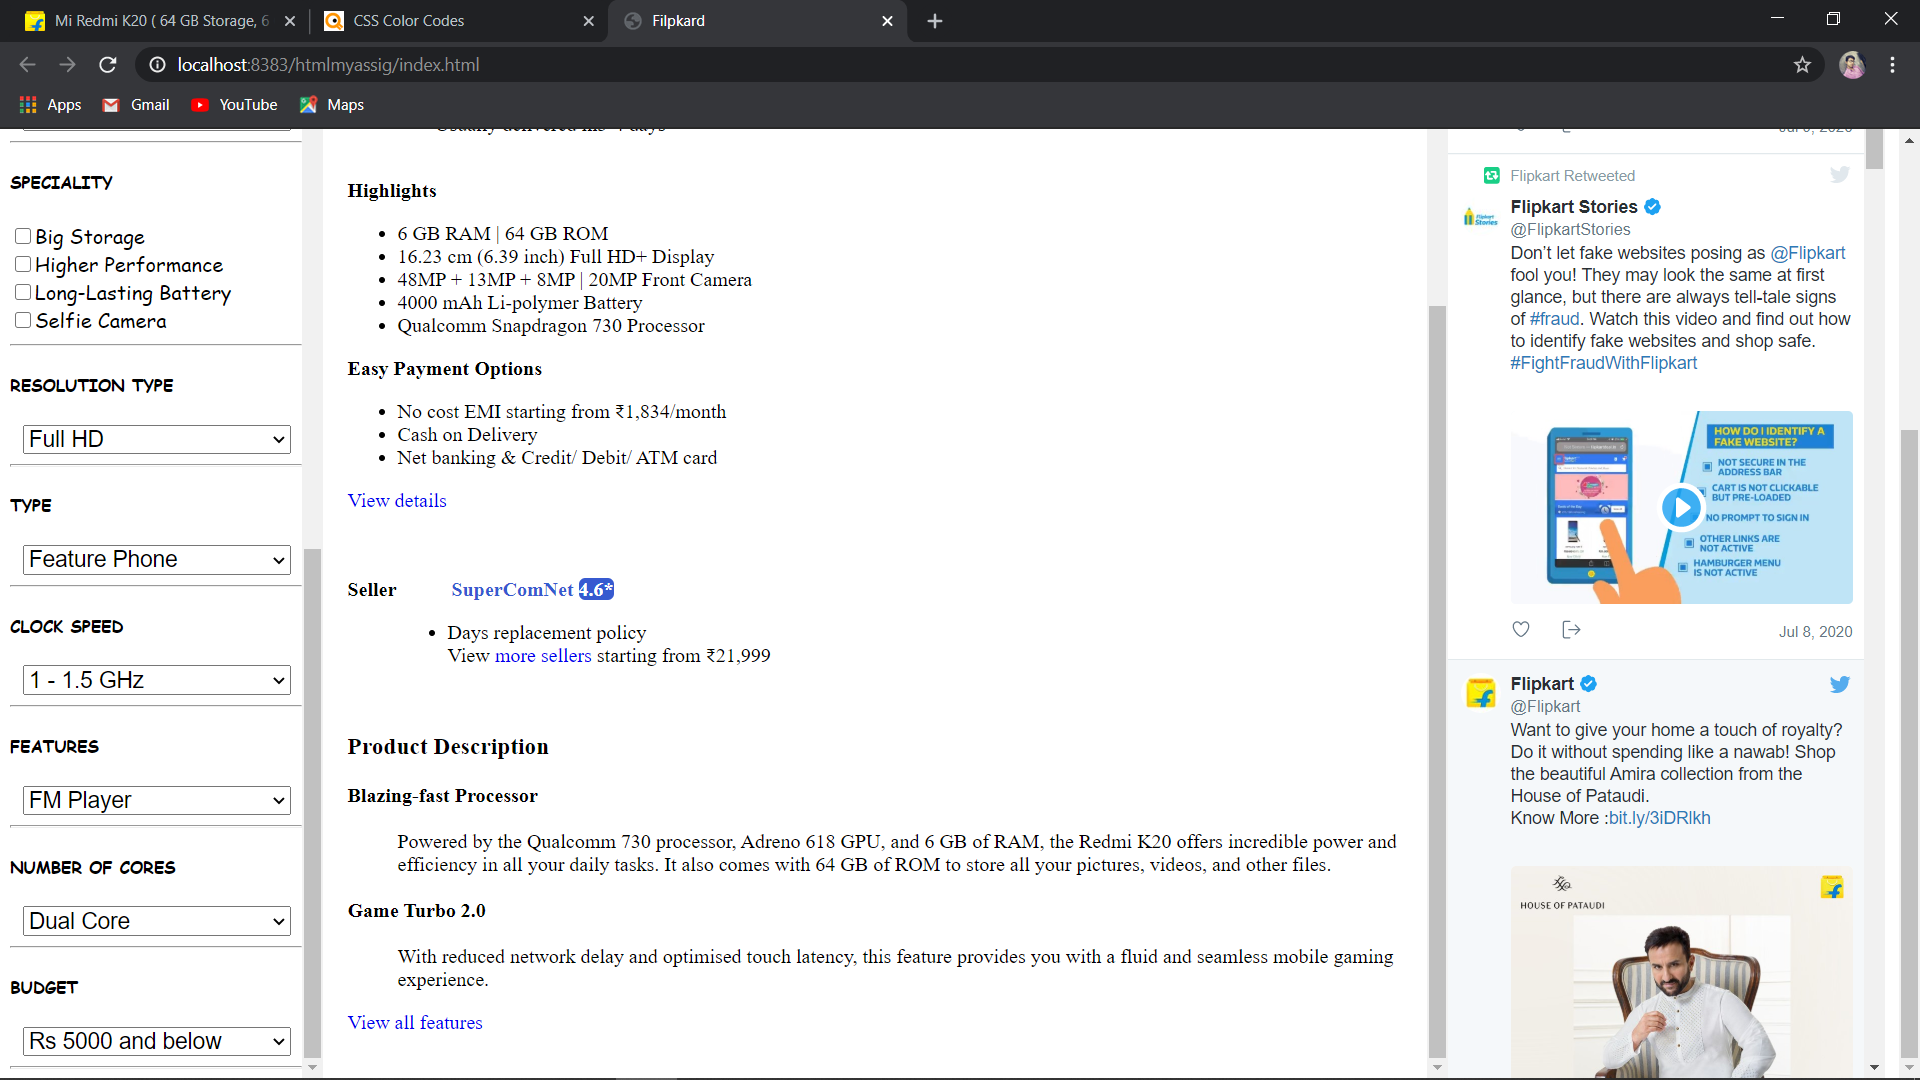 Mi Redmi K20 ( 64 GB Storage, 6
CSS Color Codes
Filpkard
localhost:8383/htmlmyassig/index.html
Apps
Gmail
YouTube
Maps
SPECIALITY
Big Storage
Higher Performance
Long-Lasting Battery
Selfie Camera
RESOLUTION TYPE
Full HD
TYPE
Feature Phone
CLOCK SPEED
1 - 1.5 GHz
FEATURES
FM Player
NUMBER OF CORES
Dual Core
BUDGET
Rs 5000 and below
Highlights
• 6 GB RAM | 64 GB ROM
• 16.23 cm (6.39 inch) Full HD+ Display
• 48MP + 13MP + 8MP | 20MP Front Camera
• 4000 mAh Li-polymer Battery
• Qualcomm Snapdragon 730 Processor
Easy Payment Options
• No cost EMI starting from ₹1,834/month
• Cash on Delivery
• Net banking & Credit/ Debit/ ATM card
View details
Seller SuperComNet 4.6*
• Days replacement policy
View more sellers starting from ₹21,999
Product Description
Blazing-fast Processor
Powered by the Qualcomm 730 processor, Adreno 618 GPU, and 6 GB of RAM, the Redmi K20 offers incredible power and
efficiency in all your daily tasks. It also comes with 64 GB of ROM to store all your pictures, videos, and other files.
Game Turbo 2.0
With reduced network delay and optimised touch latency, this feature provides you with a fluid and seamless mobile gaming
experience.
View all features
Flipkart Retweeted
Flipkart Stories
@FlipkartStories
Don’t let fake websites posing as @Flipkart
fool you! They may look the same at first
glance, but there are always tell-tale signs
of #fraud. Watch this video and find out how
to identify fake websites and shop safe.
#FightFraudWithFlipkart
HOW DO I IDENTIFY A
FAKE WEBSITE?
NOT SECURE IN THE
ADDRESS BAR
CART IS NOT CLICKABLE
BUT PRE-LOADED
NO PROMPT TO SIGN IN
OTHER LINKS ARE
NOT ACTIVE
HAMBURGER MENU
IS NOT ACTIVE
Jul 8, 2020
Flipkart
@Flipkart
Want to give your home a touch of royalty?
Do it without spending like a nawab! Shop
the beautiful Amira collection from the
House of Pataudi.
Know More :bit.ly/3iDRlkh
HOUSE OF PATAUDI